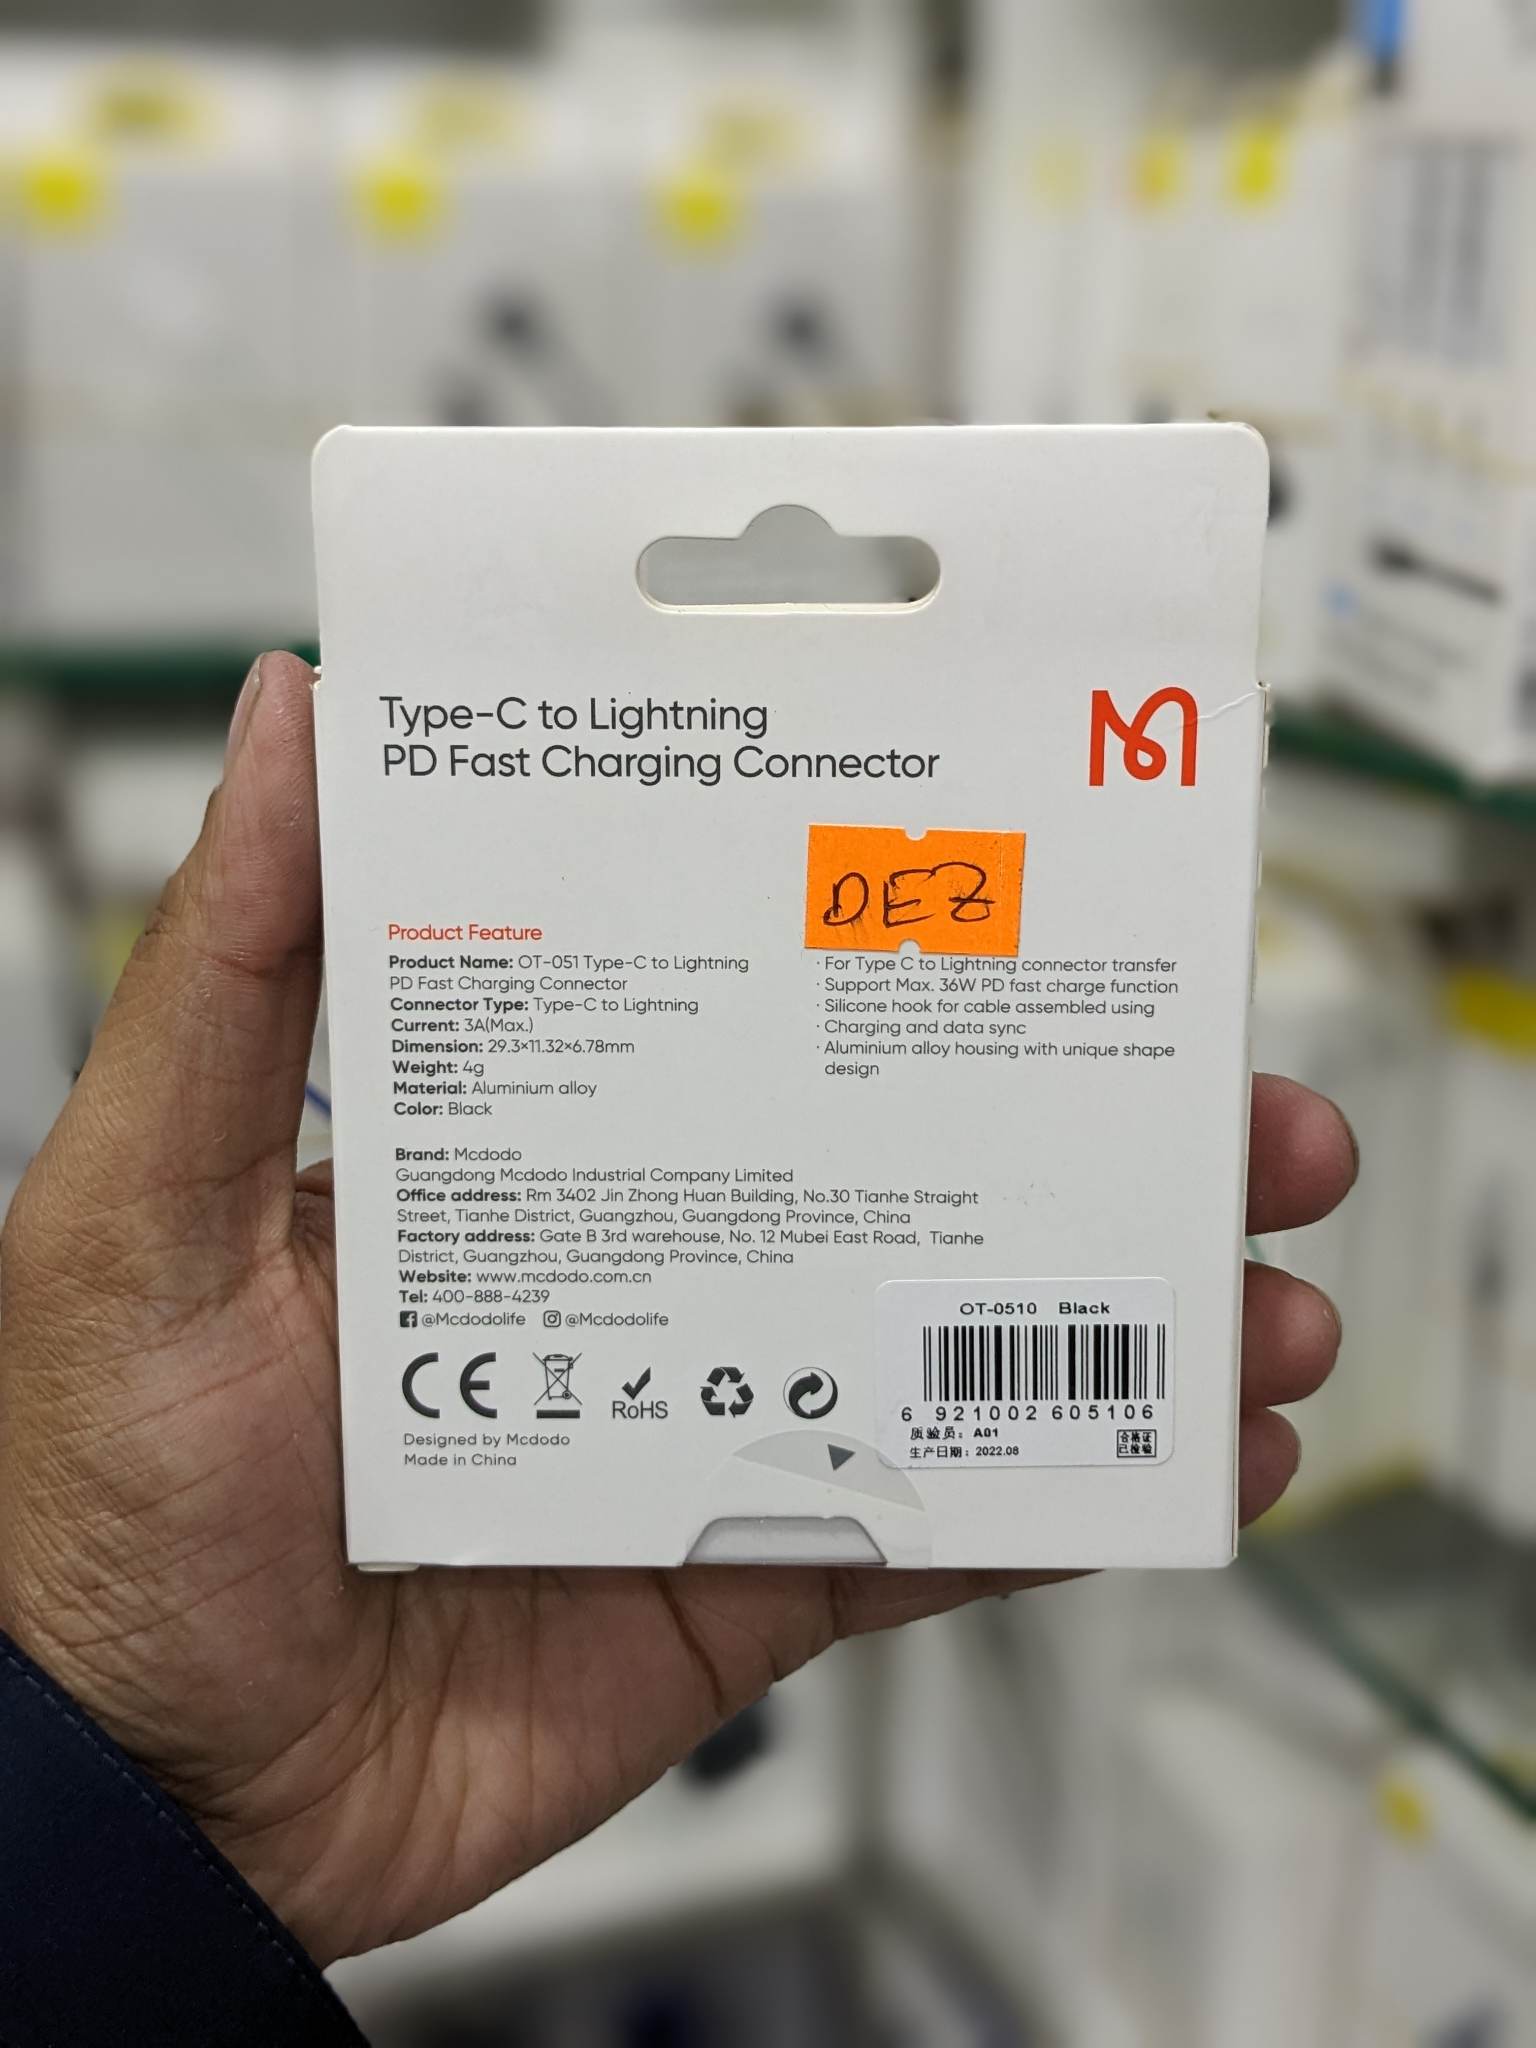 Type-C to Lightning
PD Fast Charging Connector
DEZ
Product Feature
Product Name: OT-051 Type-C to Lightning
PD Fast Charging Connector
Connector Type: Type-C to Lightning
Current: 3A(Max.)
Dimension: 29.3×11.32×6.78mm
Weight: 4g
Material: Aluminium alloy
Color: Black
· For Type C to Lightning connector transfer
· Support Max. 36W PD fast charge function
· Silicone hook for cable assembled using
· Charging and data sync
· Aluminium alloy housing with unique shape
design
Brand: Mcdodo
Guangdong Mcdodo Industrial Company Limited
Office address: Rm 3402 Jin Zhong Huan Building, No.30 Tianhe Straight
Street, Tianhe District, Guangzhou, Guangdong Province, China
Factory address: Gate B 3rd warehouse, No. 12 Mubei East Road, Tianhe
District, Guangzhou, Guangdong Province, China
Website: www.mcdodo.com.cn
Tel: 400-888-4239
@Mcdodolife @Mcdodolife
CE
RoHS
Designed by Mcdodo
Made in China
OT-0510 Black
6 921002 605106
质验员: A01
生产日期: 2022.08
合格证
已检验